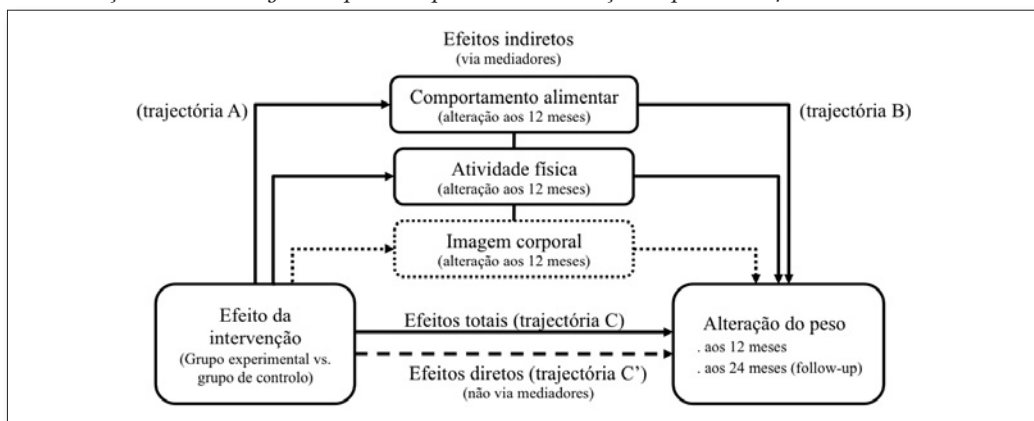 Efeitos indiretos
(via mediadores)
(trajectória A)
Comportamento alimentar
(alteração aos 12 meses)
(trajectória B)
Atividade física
(alteração aos 12 meses)
Imagem corporal
(alteração aos 12 meses)
Efeito da
intervenção
(Grupo experimental vs.
grupo de controlo)
Efeitos totais (trajectória C)
Efeitos diretos (trajectória C’)
(não via mediadores)
Alteração do peso
. aos 12 meses
. aos 24 meses (follow-up)